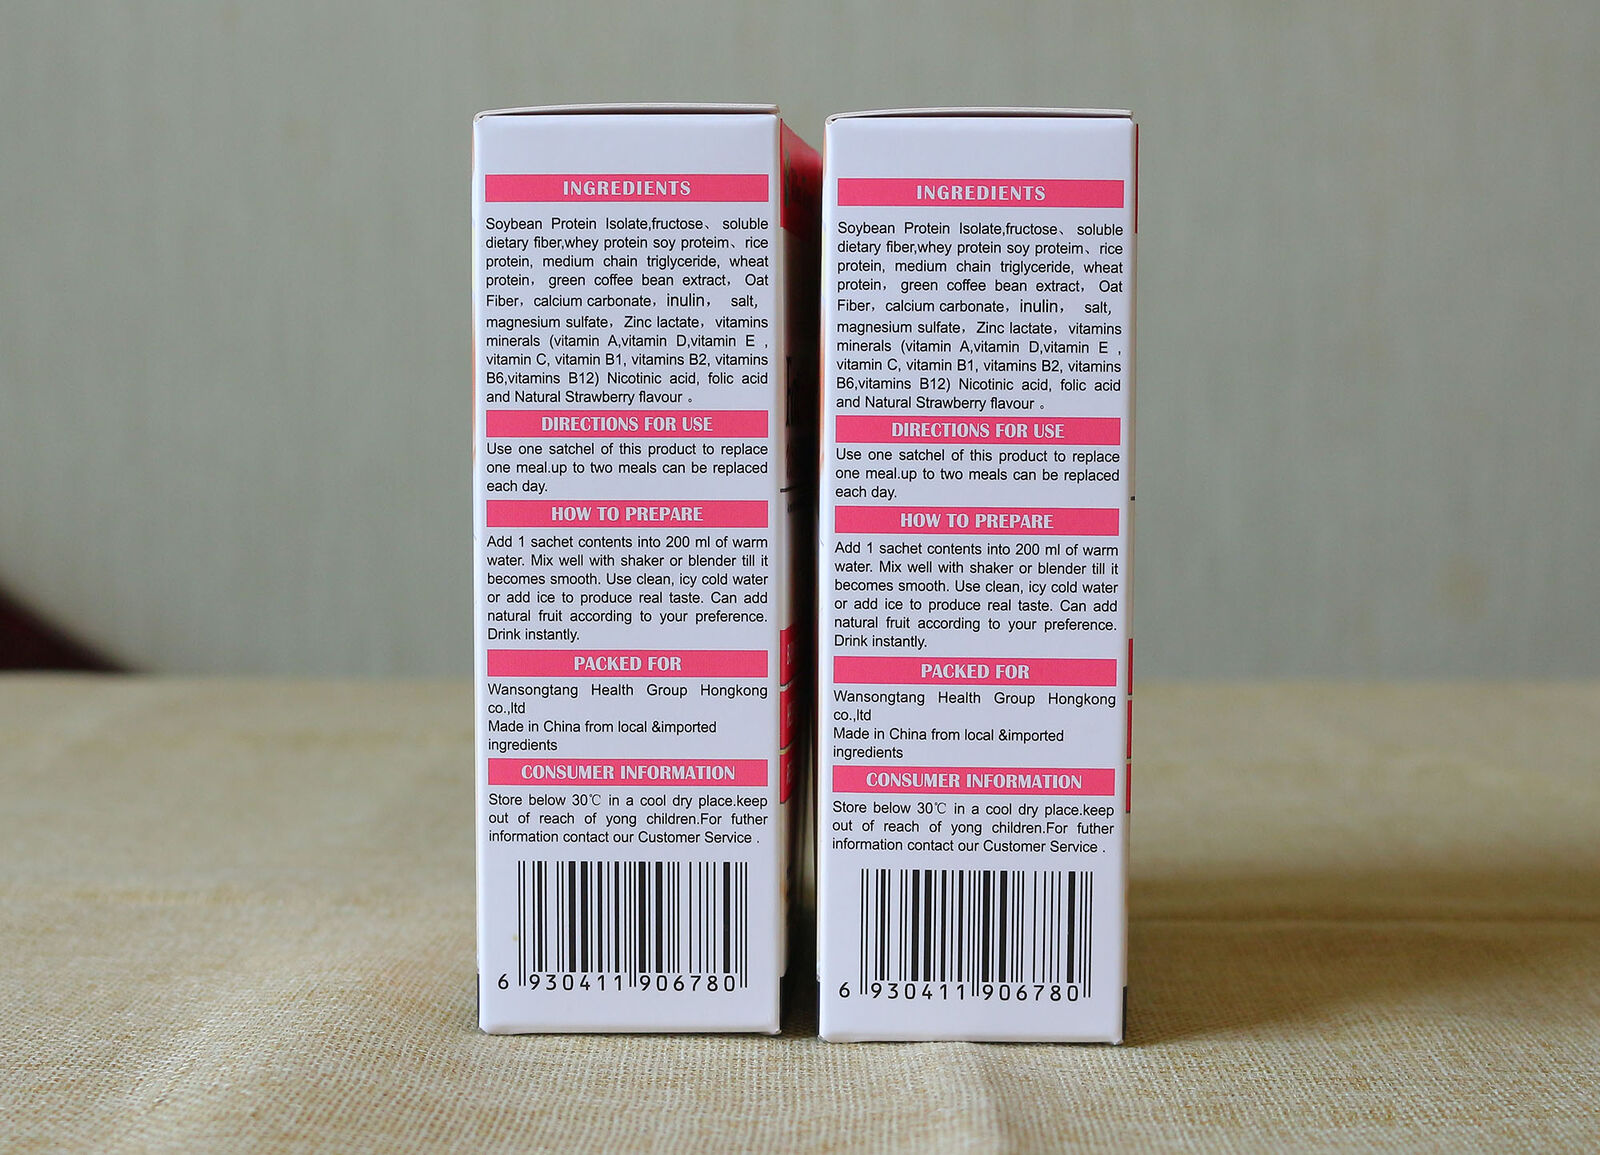 INGREDIENTS
Soybean Protein Isolate,fructose、 soluble
dietary fiber,whey protein soy proteim、 rice
protein, medium chain triglyceride, wheat
protein， green coffee bean extract， Oat
Fiber，calcium carbonate，inulin， salt,
magnesium sulfate，Zinc lactate，vitamins
minerals (vitamin A,vitamin D,vitamin E ,
vitamin C, vitamin B1, vitamins B2, vitamins
B6,vitamins B12) Nicotinic acid, folic acid
and Natural Strawberry flavour 。
DIRECTIONS FOR USE
Use one satchel of this product to replace
one meal.up to two meals can be replaced
each day.
HOW TO PREPARE
Add 1 sachet contents into 200 ml of warm
water. Mix well with shaker or blender till it
becomes smooth. Use clean, icy cold water
or add ice to produce real taste. Can add
natural fruit according to your preference.
Drink instantly.
PACKED FOR
Wansongtang Health Group Hongkong
co.,ltd
Made in China from local &imported
ingredients
CONSUMER INFORMATION
Store below 30℃ in a cool dry place.keep
out of reach of yong children.For futher
information contact our Customer Service .
6 930411 906780
INGREDIENTS
Soybean Protein Isolate,fructose、 soluble
dietary fiber,whey protein soy proteim、 rice
protein, medium chain triglyceride, wheat
protein， green coffee bean extract， Oat
Fiber，calcium carbonate，inulin， salt,
magnesium sulfate，Zinc lactate，vitamins
minerals (vitamin A,vitamin D,vitamin E ,
vitamin C, vitamin B1, vitamins B2, vitamins
B6,vitamins B12) Nicotinic acid, folic acid
and Natural Strawberry flavour 。
DIRECTIONS FOR USE
Use one satchel of this product to replace
one meal.up to two meals can be replaced
each day.
HOW TO PREPARE
Add 1 sachet contents into 200 ml of warm
water. Mix well with shaker or blender till it
becomes smooth. Use clean, icy cold water
or add ice to produce real taste. Can add
natural fruit according to your preference.
Drink instantly.
PACKED FOR
Wansongtang Health Group Hongkong
co.,ltd
Made in China from local &imported
ingredients
CONSUMER INFORMATION
Store below 30℃ in a cool dry place.keep
out of reach of yong children.For futher
information contact our Customer Service .
6 930411 906780